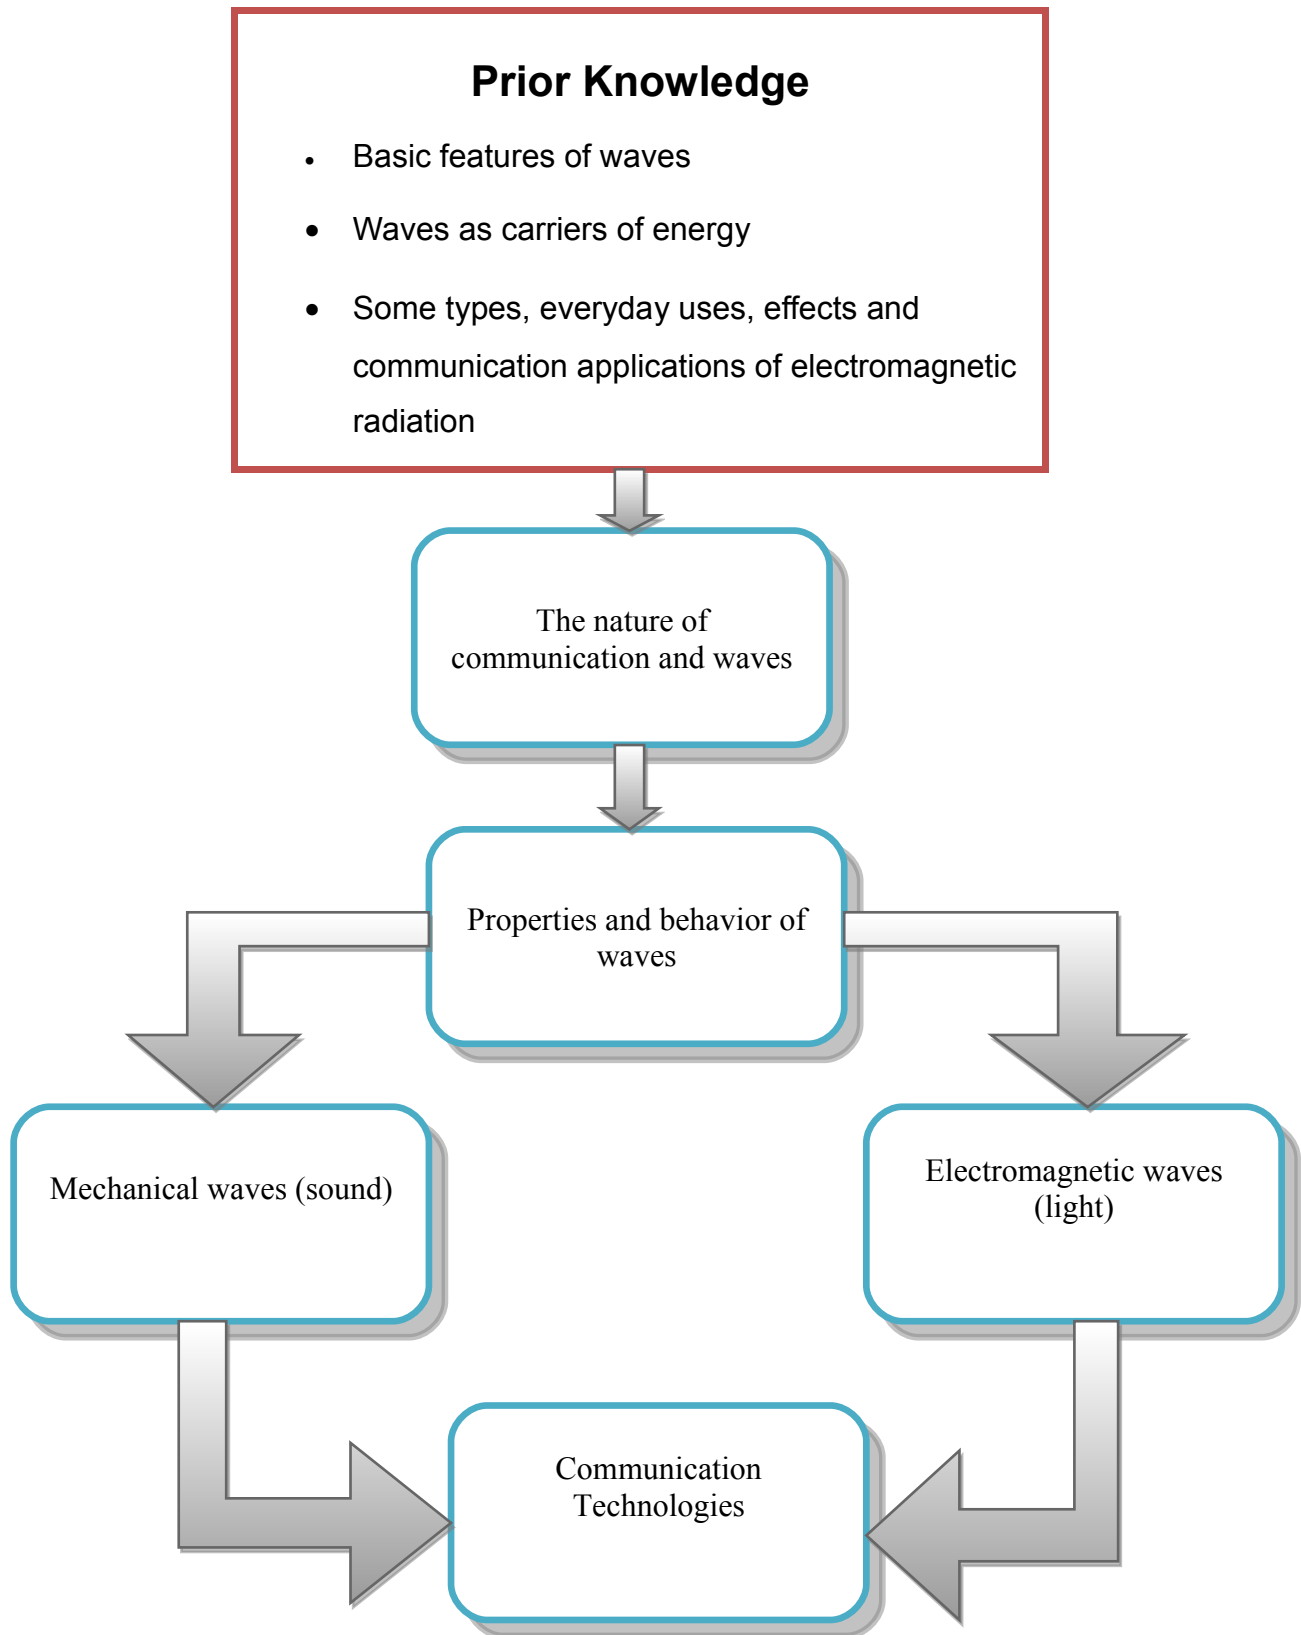 Prior Knowledge
• Basic features of waves
• Waves as carriers of energy
• Some types, everyday uses, effects and
communication applications of electromagnetic
radiation
The nature of
communication and waves
Properties and behavior of
waves
Mechanical waves (sound)
Electromagnetic waves
(light)
Communication
Technologies